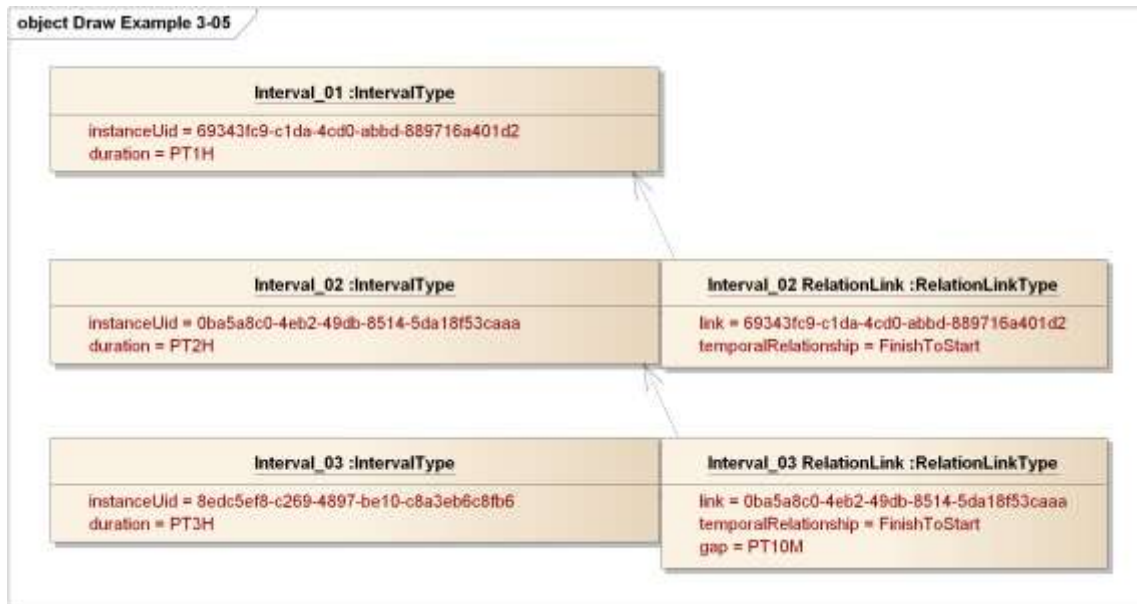 object Draw Example 3-05
Interval_01 :IntervalType
instanceUid = 69343fc9-c1da-4cd0-abbd-889716a401d2
duration = PT1H
Interval_02 :IntervalType
instanceUid = 0ba5a8c0-4eb2-49db-8514-5da18f53caaa
duration = PT2H
Interval_02 RelationLink :RelationLinkType
link = 69343fc9-c1da-4cd0-abbd-889716a401d2
temporalRelationship = FinishToStart
Interval_03 :IntervalType
instanceUid = 8edc5ef8-c269-4897-be10-c8a3eb6c8fb6
duration = PT3H
Interval_03 RelationLink :RelationLinkType
link = 0ba5a8c0-4eb2-49db-8514-5da18f53caaa
temporalRelationship = FinishToStart
gap = PT10M